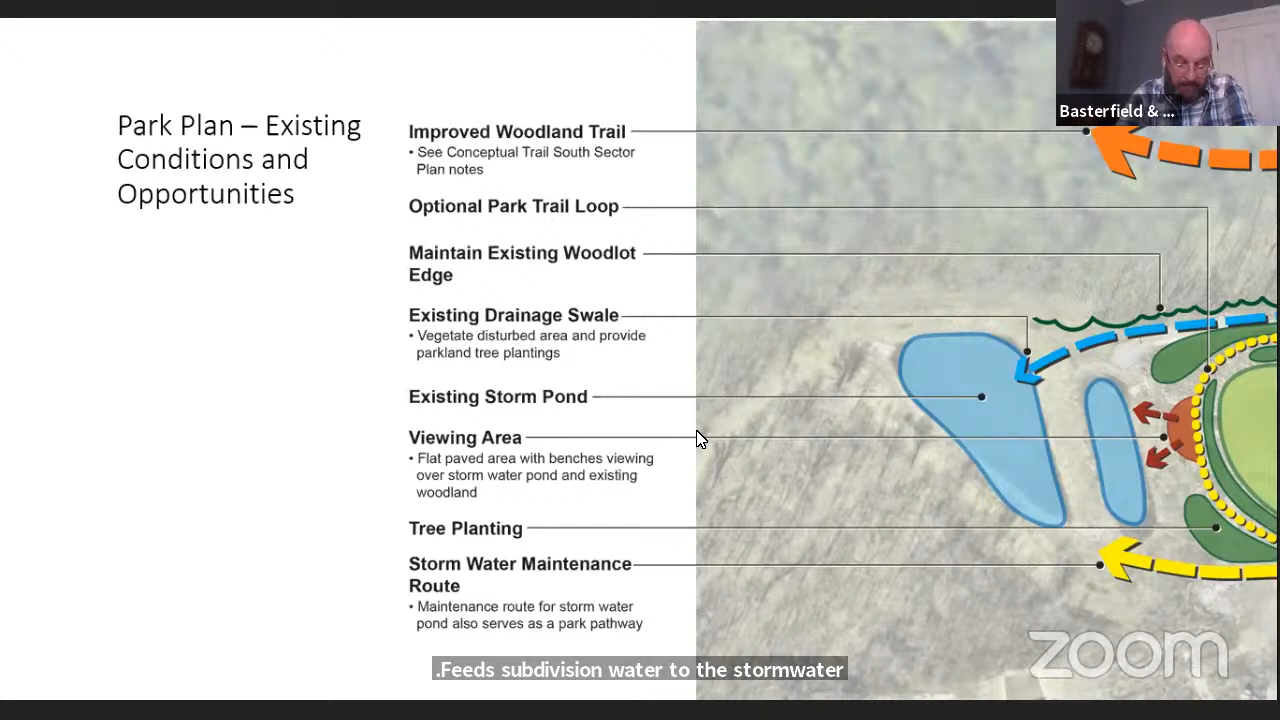 Park Plan – Existing
Conditions and
Opportunities
Improved Woodland Trail
• See Conceptual Trail South Sector
Plan notes
Optional Park Trail Loop
Maintain Existing Woodlot
Edge
Existing Drainage Swale
• Vegetate disturbed area and provide
parkland tree plantings
Existing Storm Pond
Viewing Area
• Flat paved area with benches viewing
over storm water pond and existing
woodland
Tree Planting
Storm Water Maintenance
Route
• Maintenance route for storm water
pond also serves as a park pathway
Basterfield & ...
.Feeds subdivision water to the stormwater
zoom